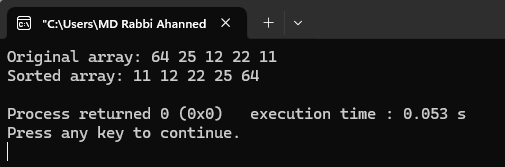 "C:\Users\MD Rabbi Ahanned
Original array: 64 25 12 22 11
Sorted array: 11 12 22 25 64
Process returned 0 (0x0)   execution time : 0.053 s
Press any key to continue.